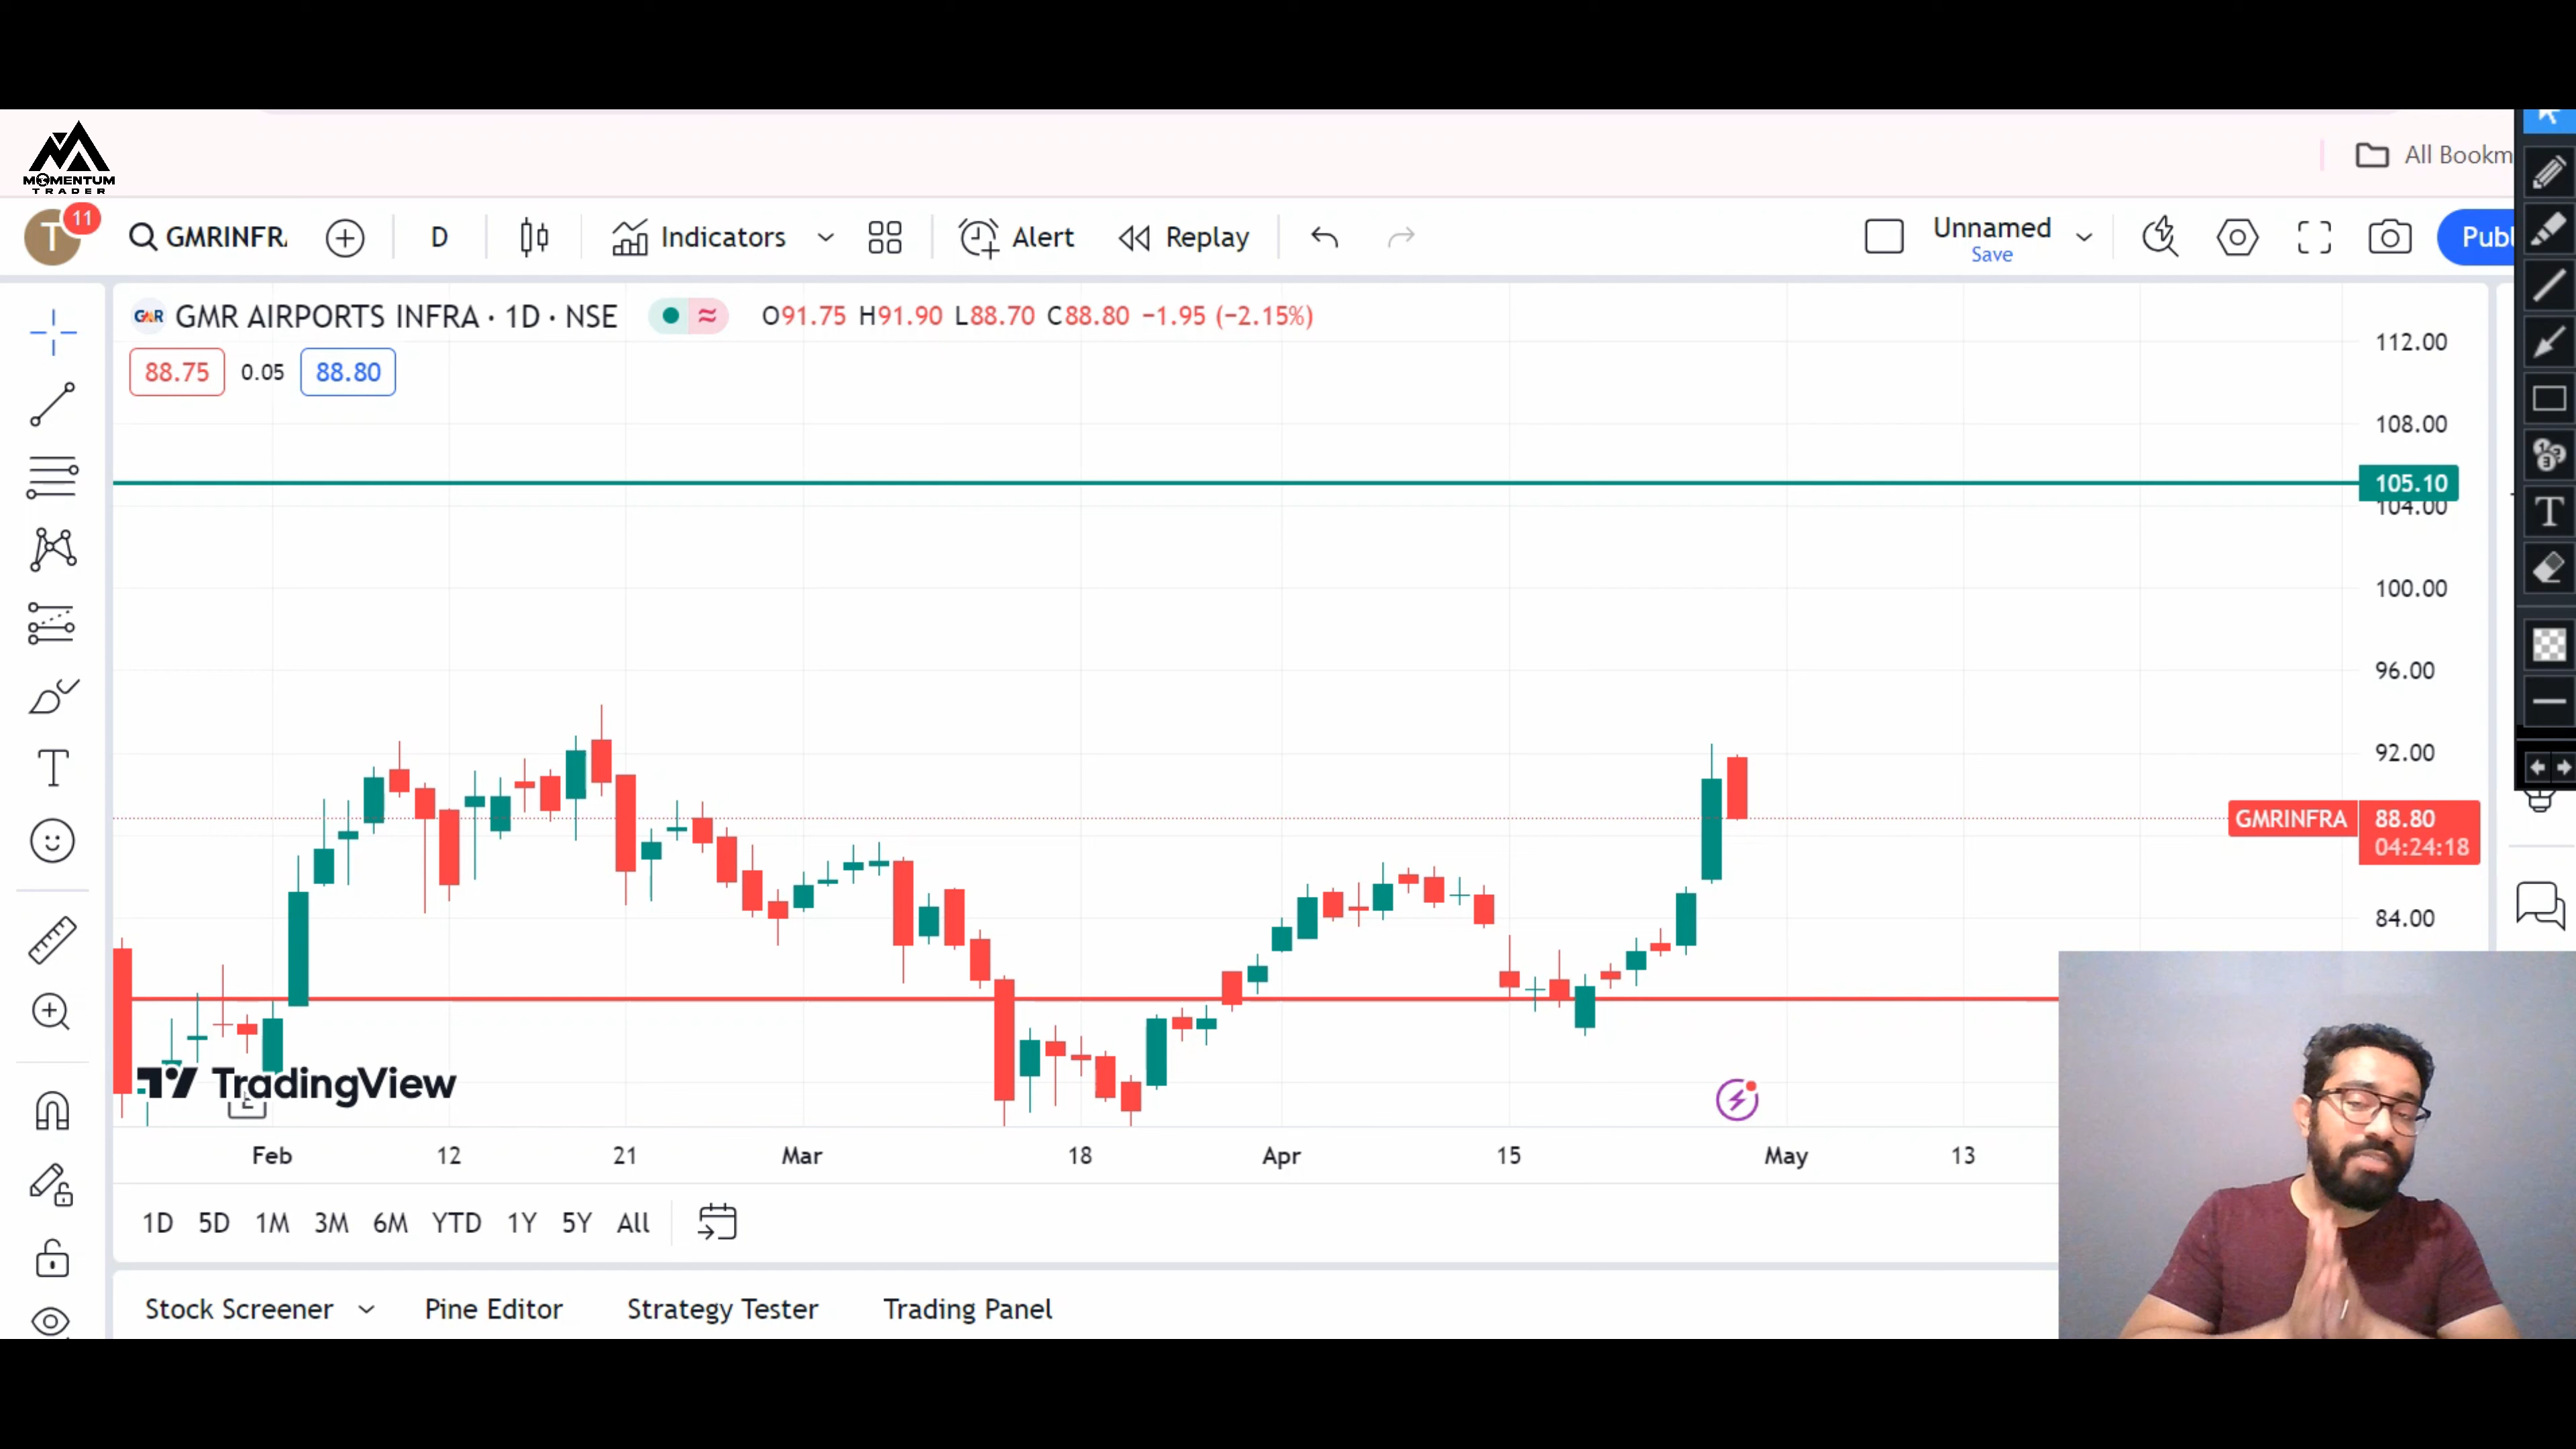 All Bookm
MOMENTUM
TRADER
T
11
GMRINFR
D
Indicators
Alert
Replay
Unnamed
Save
Publ
GMR
GMR AIRPORTS INFRA · 1D · NSE
O91.75 H91.90 L88.70 C88.80 −1.95 (−2.15%)
88.75
0.05
88.80
112.00
108.00
105.10
104.00
100.00
96.00
92.00
GMRINFRA
88.80
04:24:18
84.00
TradingView
Feb
12
21
Mar
18
Apr
15
May
13
1D
5D
1M
3M
6M
YTD
1Y
5Y
All
Stock Screener
Pine Editor
Strategy Tester
Trading Panel